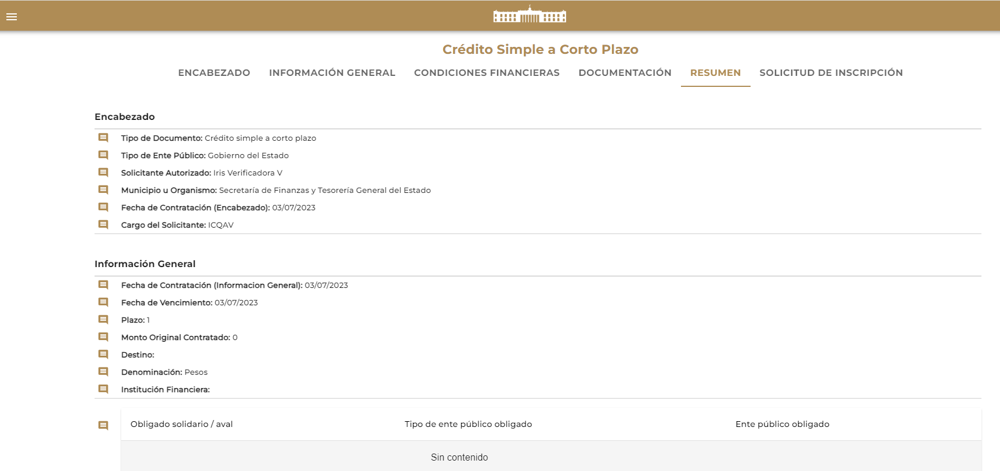 Crédito Simple a Corto Plazo
ENCABEZADO INFORMACIÓN GENERAL CONDICIONES FINANCIERAS DOCUMENTACIÓN RESUMEN SOLICITUD DE INSCRIPCIÓN
Encabezado
Tipo de Documento: Crédito simple a corto plazo
Tipo de Ente Público: Gobierno del Estado
Solicitante Autorizado: Iris Verificadora V
Municipio u Organismo: Secretaría de Finanzas y Tesorería General del Estado
Fecha de Contratación (Encabezado): 03/07/2023
Cargo del Solicitante: ICQAV
Información General
Fecha de Contratación (Informacion General): 03/07/2023
Fecha de Vencimiento: 03/07/2023
Plazo: 1
Monto Original Contratado: 0
Destino:
Denominación: Pesos
Institución Financiera:
Obligado solidario / aval Tipo de ente público obligado Ente público obligado
Sin contenido